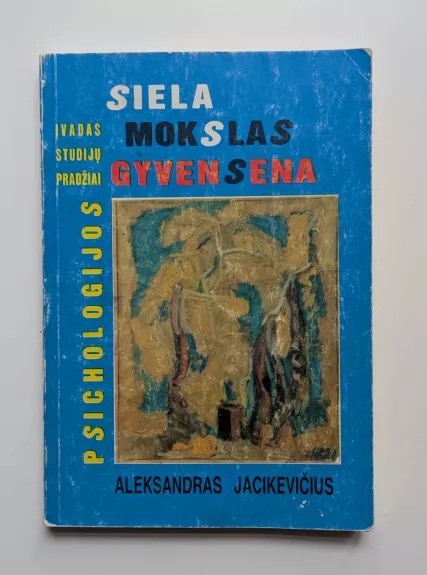 SIELA
MOKSLAS
GYVENSENA
ĮVADAS
STUDIJŲ
PRADŽIAI
PSICHOLOGIJOS
ALEKSANDRAS JACIKEVIČIUS